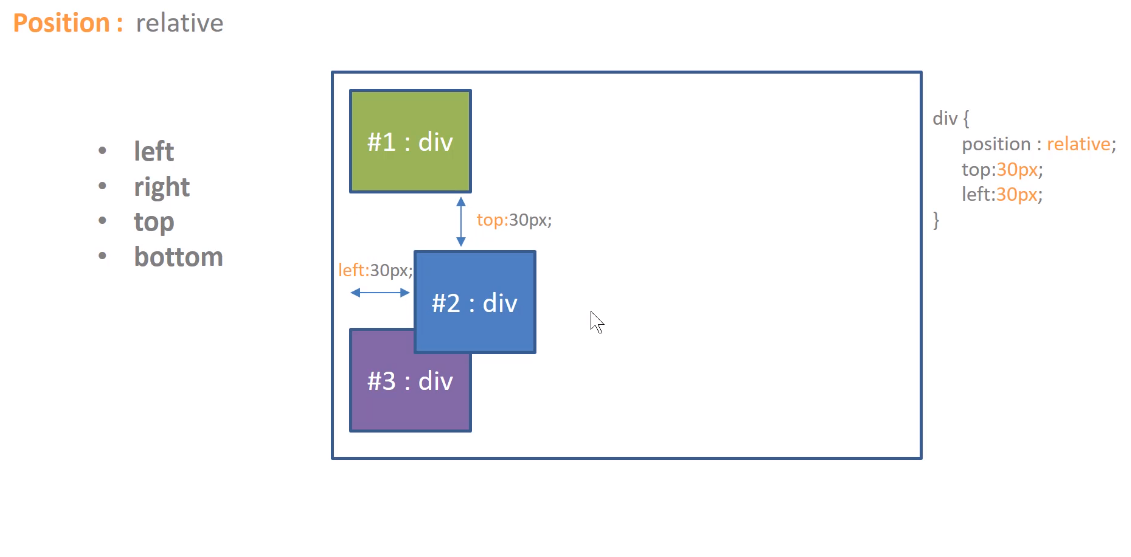 Position : relative
• left
• right
• top
• bottom
#1 : div
top:30px;
left:30px;
#2 : div
#3 : div
div {
position : relative;
top:30px;
left:30px;
}